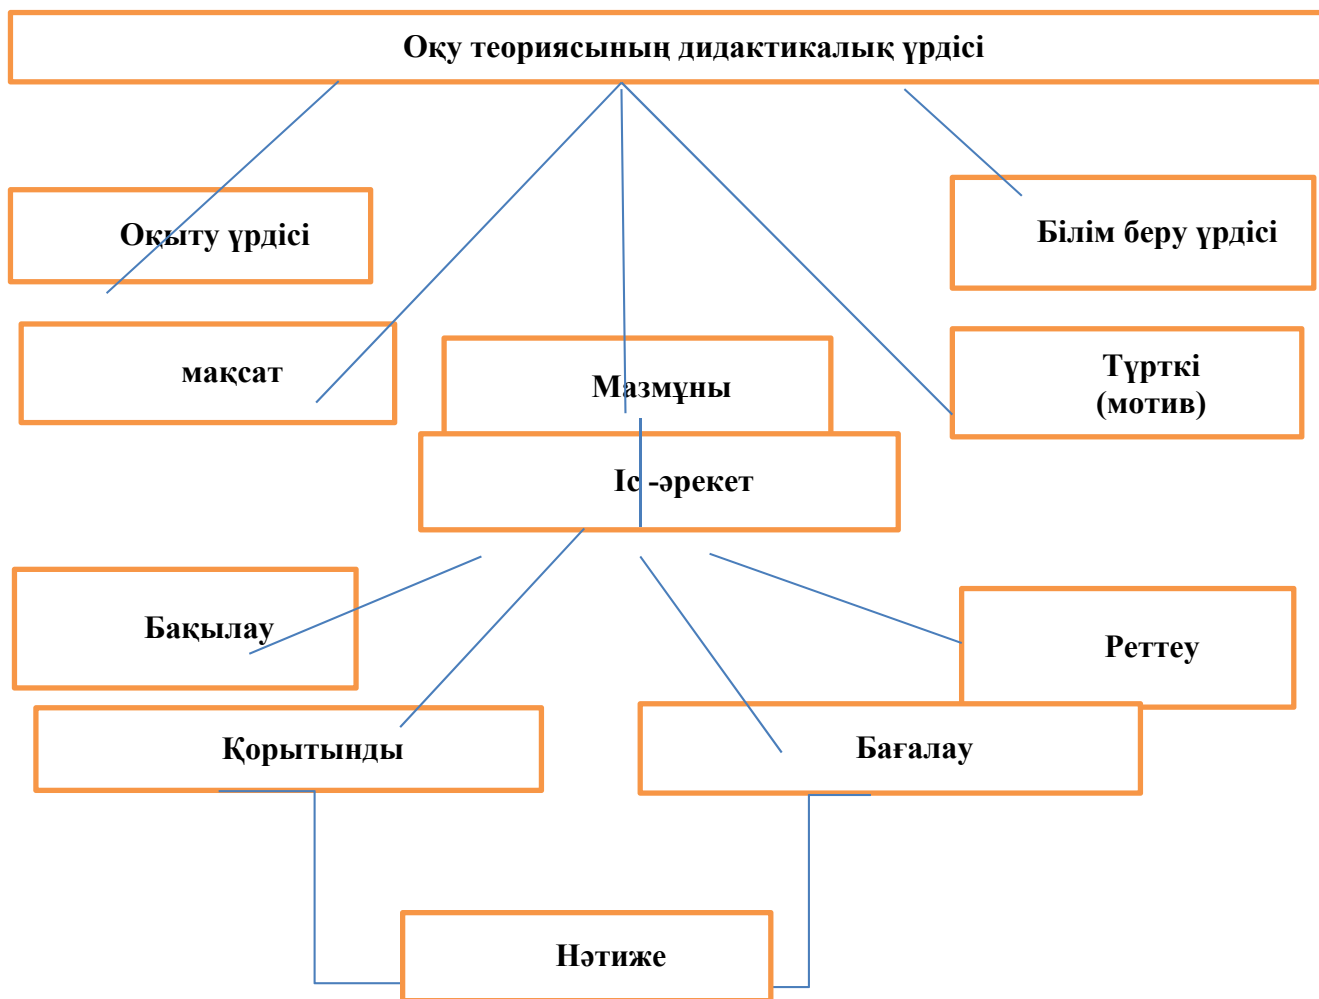 Оқу теориясының дидактикалық үрдісі
Оқыту үрдісі
Білім беру үрдісі
мақсат
Мазмұны
Түрткі
(мотив)
Іс -әрекет
Бақылау
Реттеу
Қорытынды
Бағалау
Нәтиже